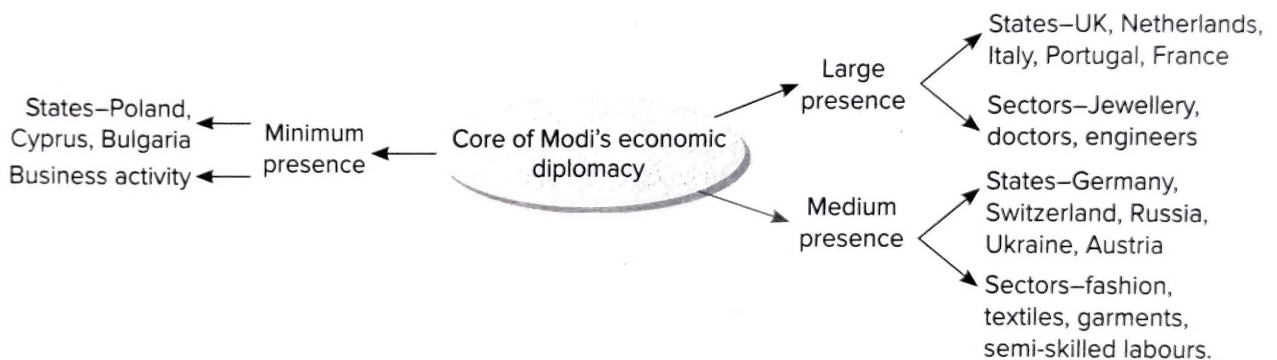 States–Poland,
Cyprus, Bulgaria
Business activity
Minimum
presence
Core of Modi's economic
diplomacy
Large
presence
States–UK, Netherlands,
Italy, Portugal, France
Sectors–Jewellery,
doctors, engineers
Medium
presence
States–Germany,
Switzerland, Russia,
Ukraine, Austria
Sectors–fashion,
textiles, garments,
semi-skilled labours.